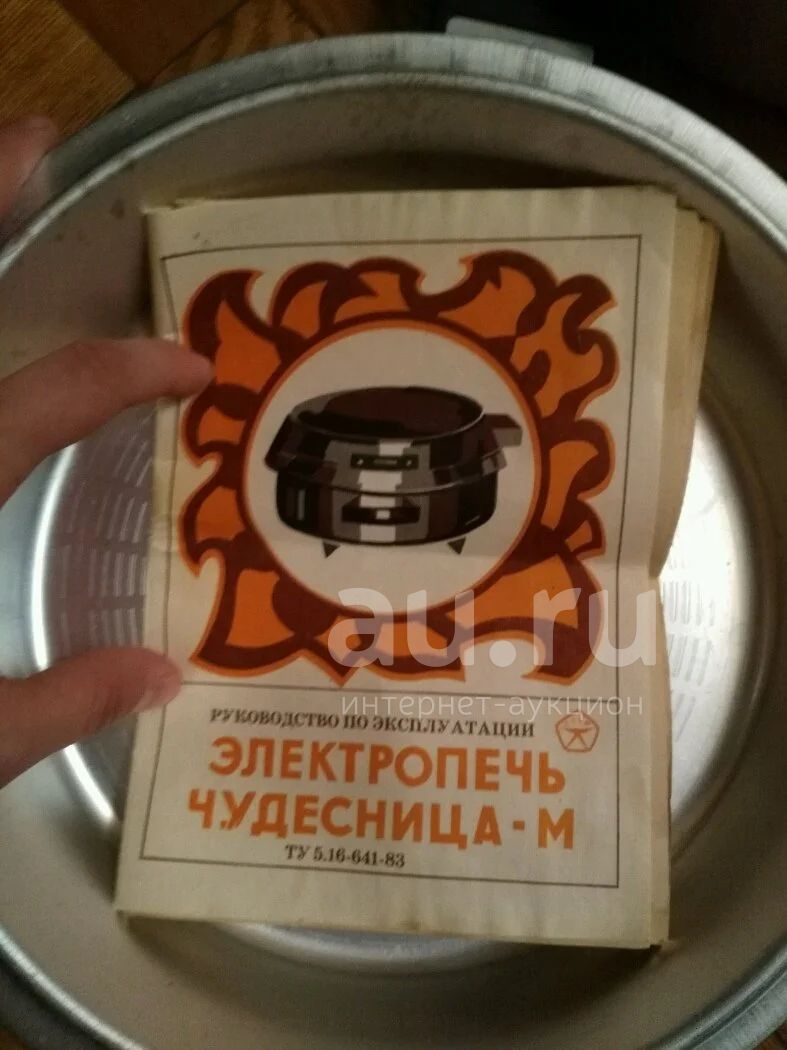 au.ru
интернет-аукцион
РУКОВОДСТВО ПО ЭКСПЛУАТАЦИИ
ЭЛЕКТРОПЕЧЬ
ЧУДЕСНИЦА-М
ТУ 5.16-641-83